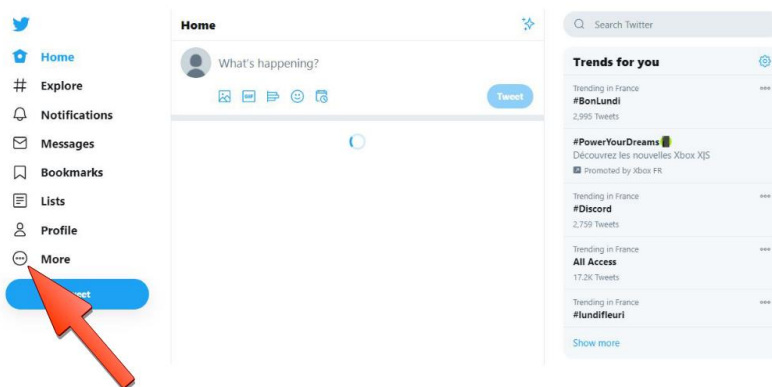 Home
Explore
Notifications
Messages
Bookmarks
Lists
Profile
More
Home
What's happening?
GIF
Tweet
Search Twitter
Trends for you
Trending in France
#BonLundi
2,995 Tweets
#PowerYourDreams
Découvrez les nouvelles Xbox X|S
Promoted by Xbox FR
Trending in France
#Discord
2,759 Tweets
Trending in France
All Access
17.2K Tweets
Trending in France
#lundifleuri
Show more